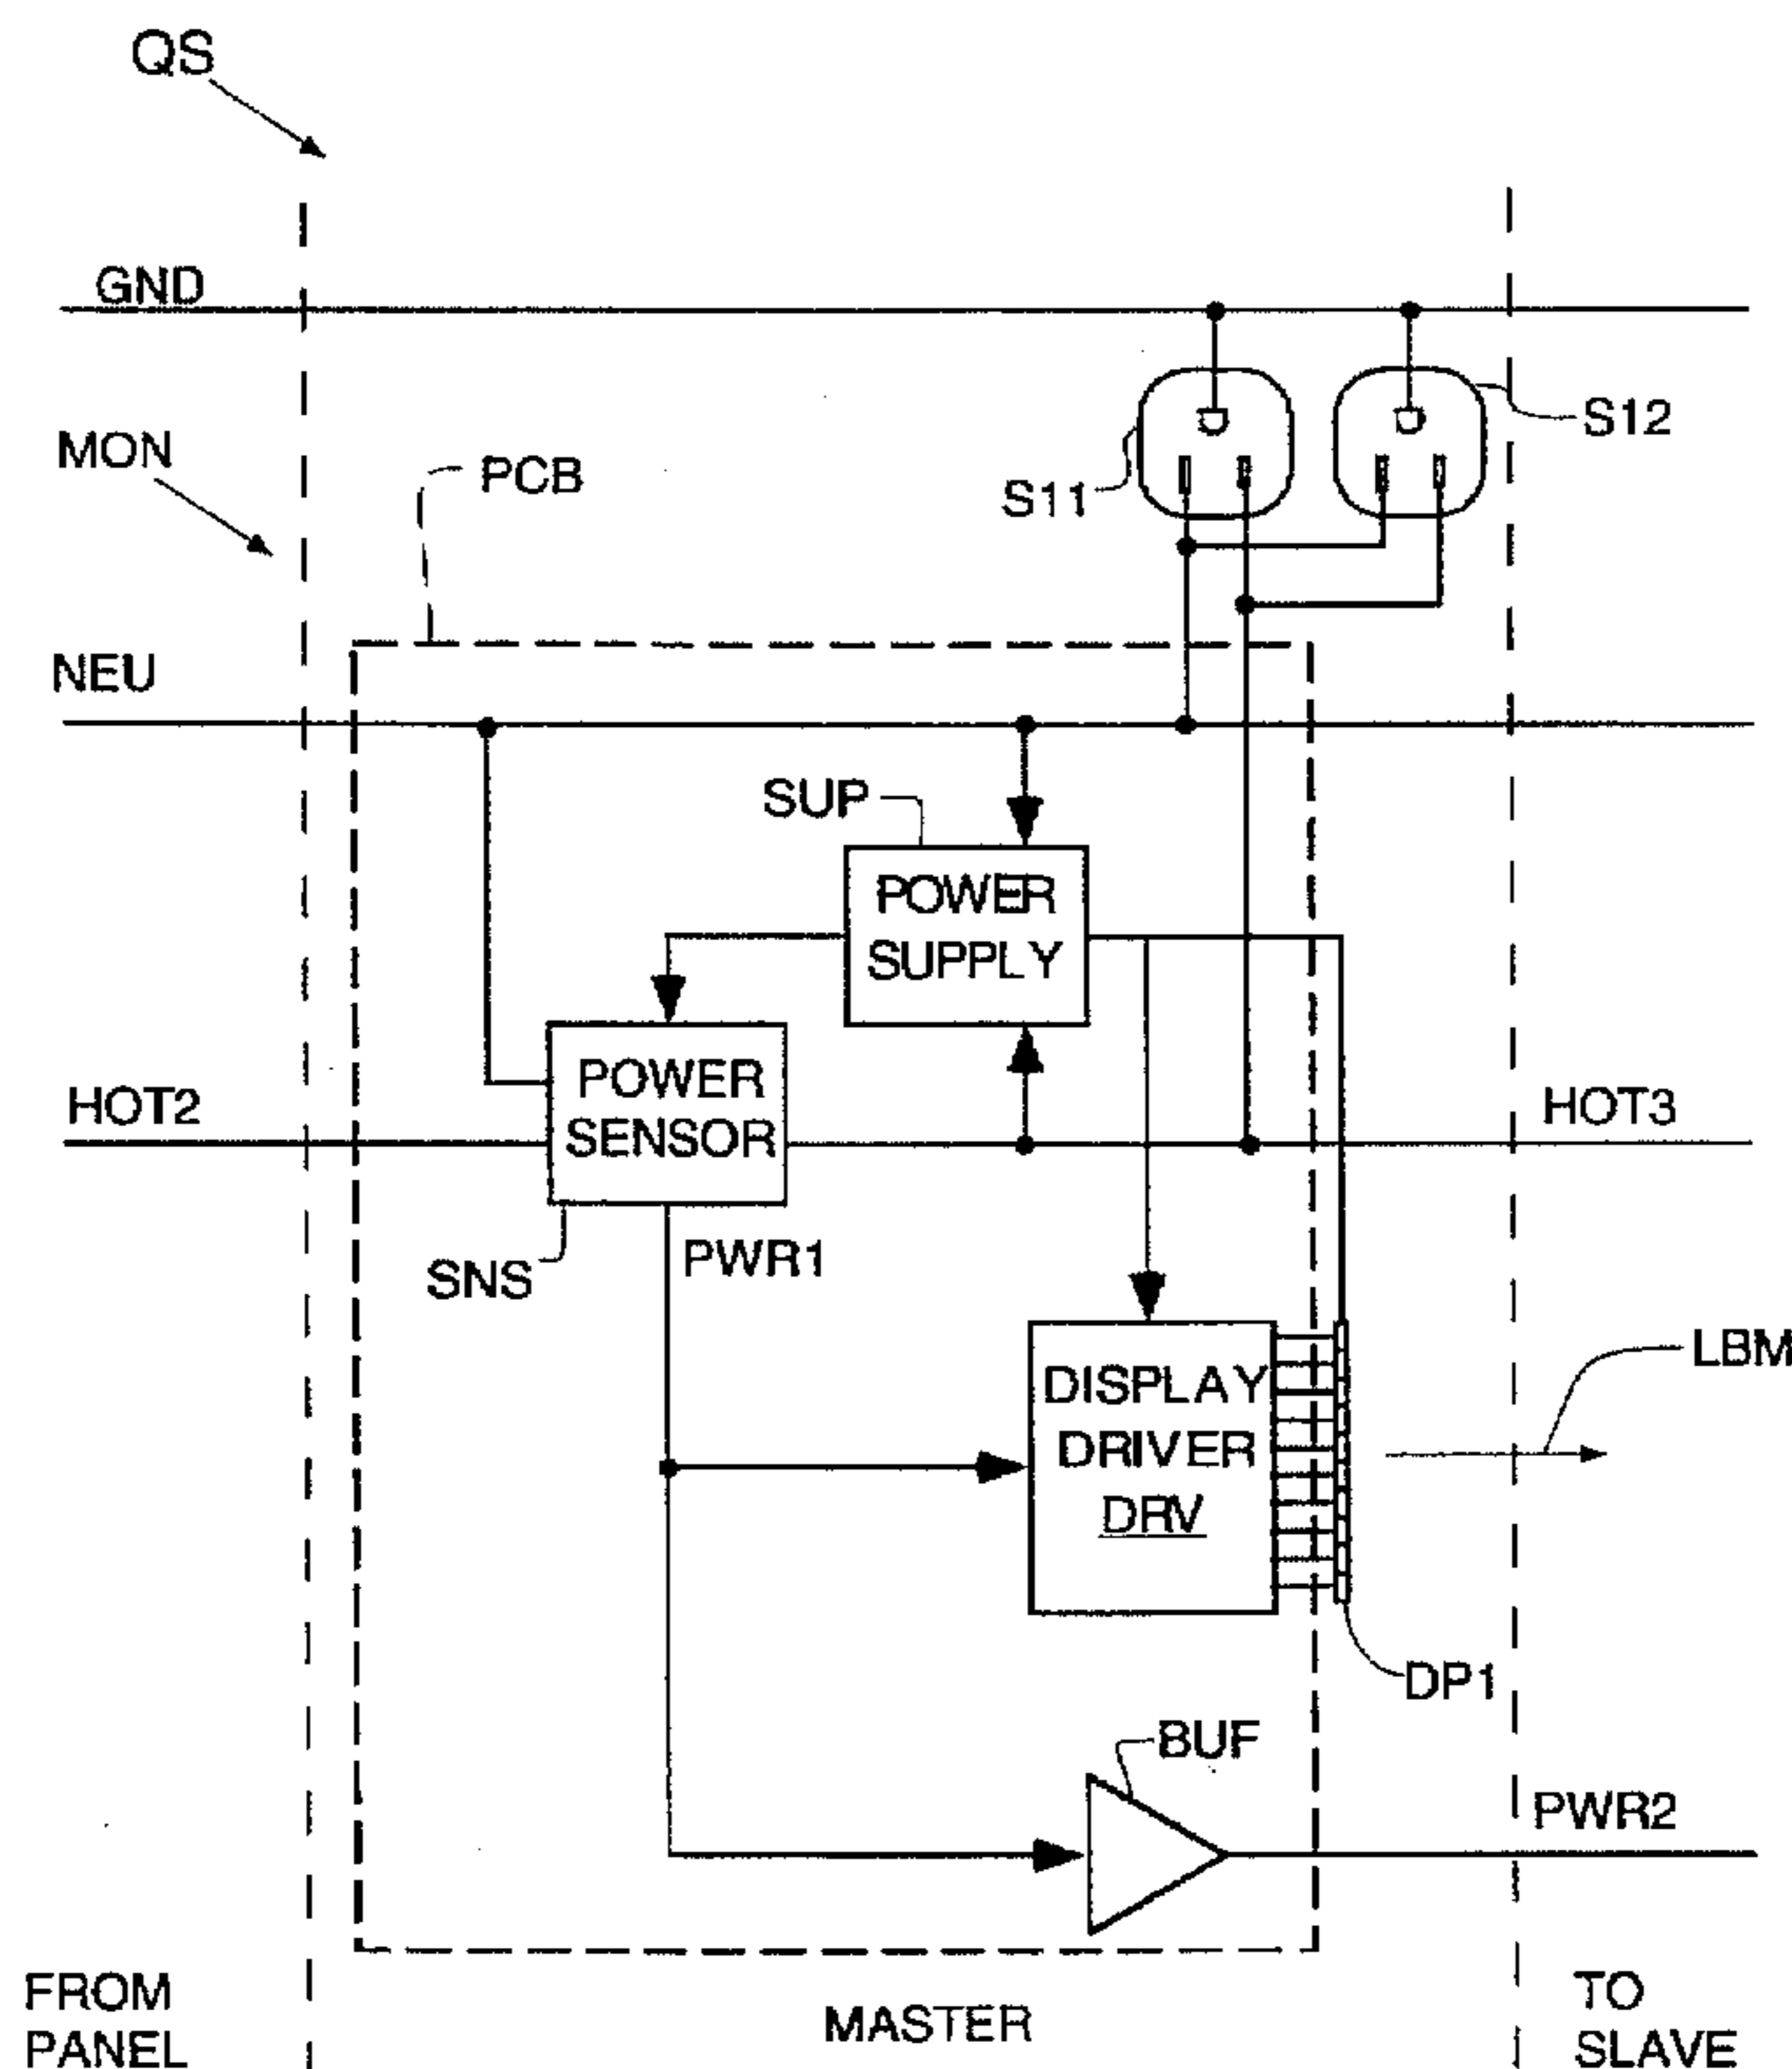 QS
GND
MON
PCB
S11
S12
NEU
SUP
POWER
SUPPLY
POWER
SENSOR
HOT2
HOT3
SNS
PWR1
LBM
DISPLAY
DRIVER
DRV
DP1
BUF
PWR2
FROM
PANEL
MASTER
TO
SLAVE